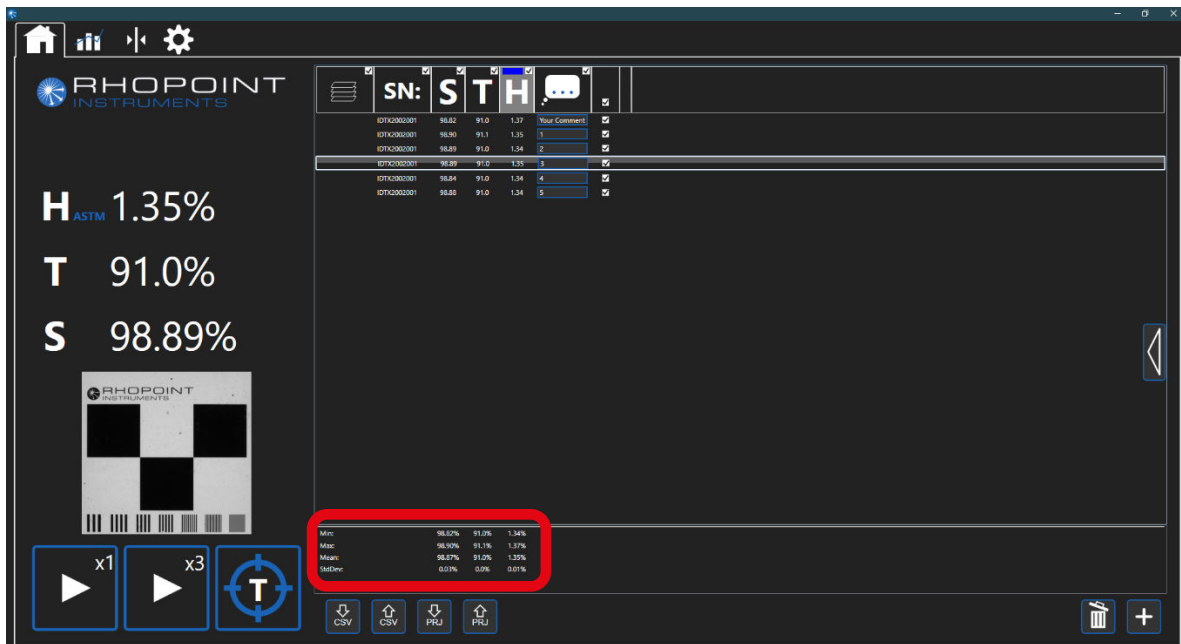 RHOPOINT
INSTRUMENTS
SN: S T H
IDTX2002001 98.82 91.0 1.37 Your Comment
IDTX2002001 98.90 91.1 1.35 1
IDTX2002001 98.89 91.0 1.34 2
IDTX2002001 98.89 91.0 1.35 3
IDTX2002001 98.84 91.0 1.34 4
IDTX2002001 98.88 91.0 1.34 5
H ASTM 1.35%
T 91.0%
S 98.89%
RHOPOINT
INSTRUMENTS
Min: 98.82% 91.0% 1.34%
Max: 98.90% 91.1% 1.37%
Mean: 98.87% 91.0% 1.35%
StdDev: 0.03% 0.0% 0.01%
x1 x3 T
CSV CSV PRJ PRJ